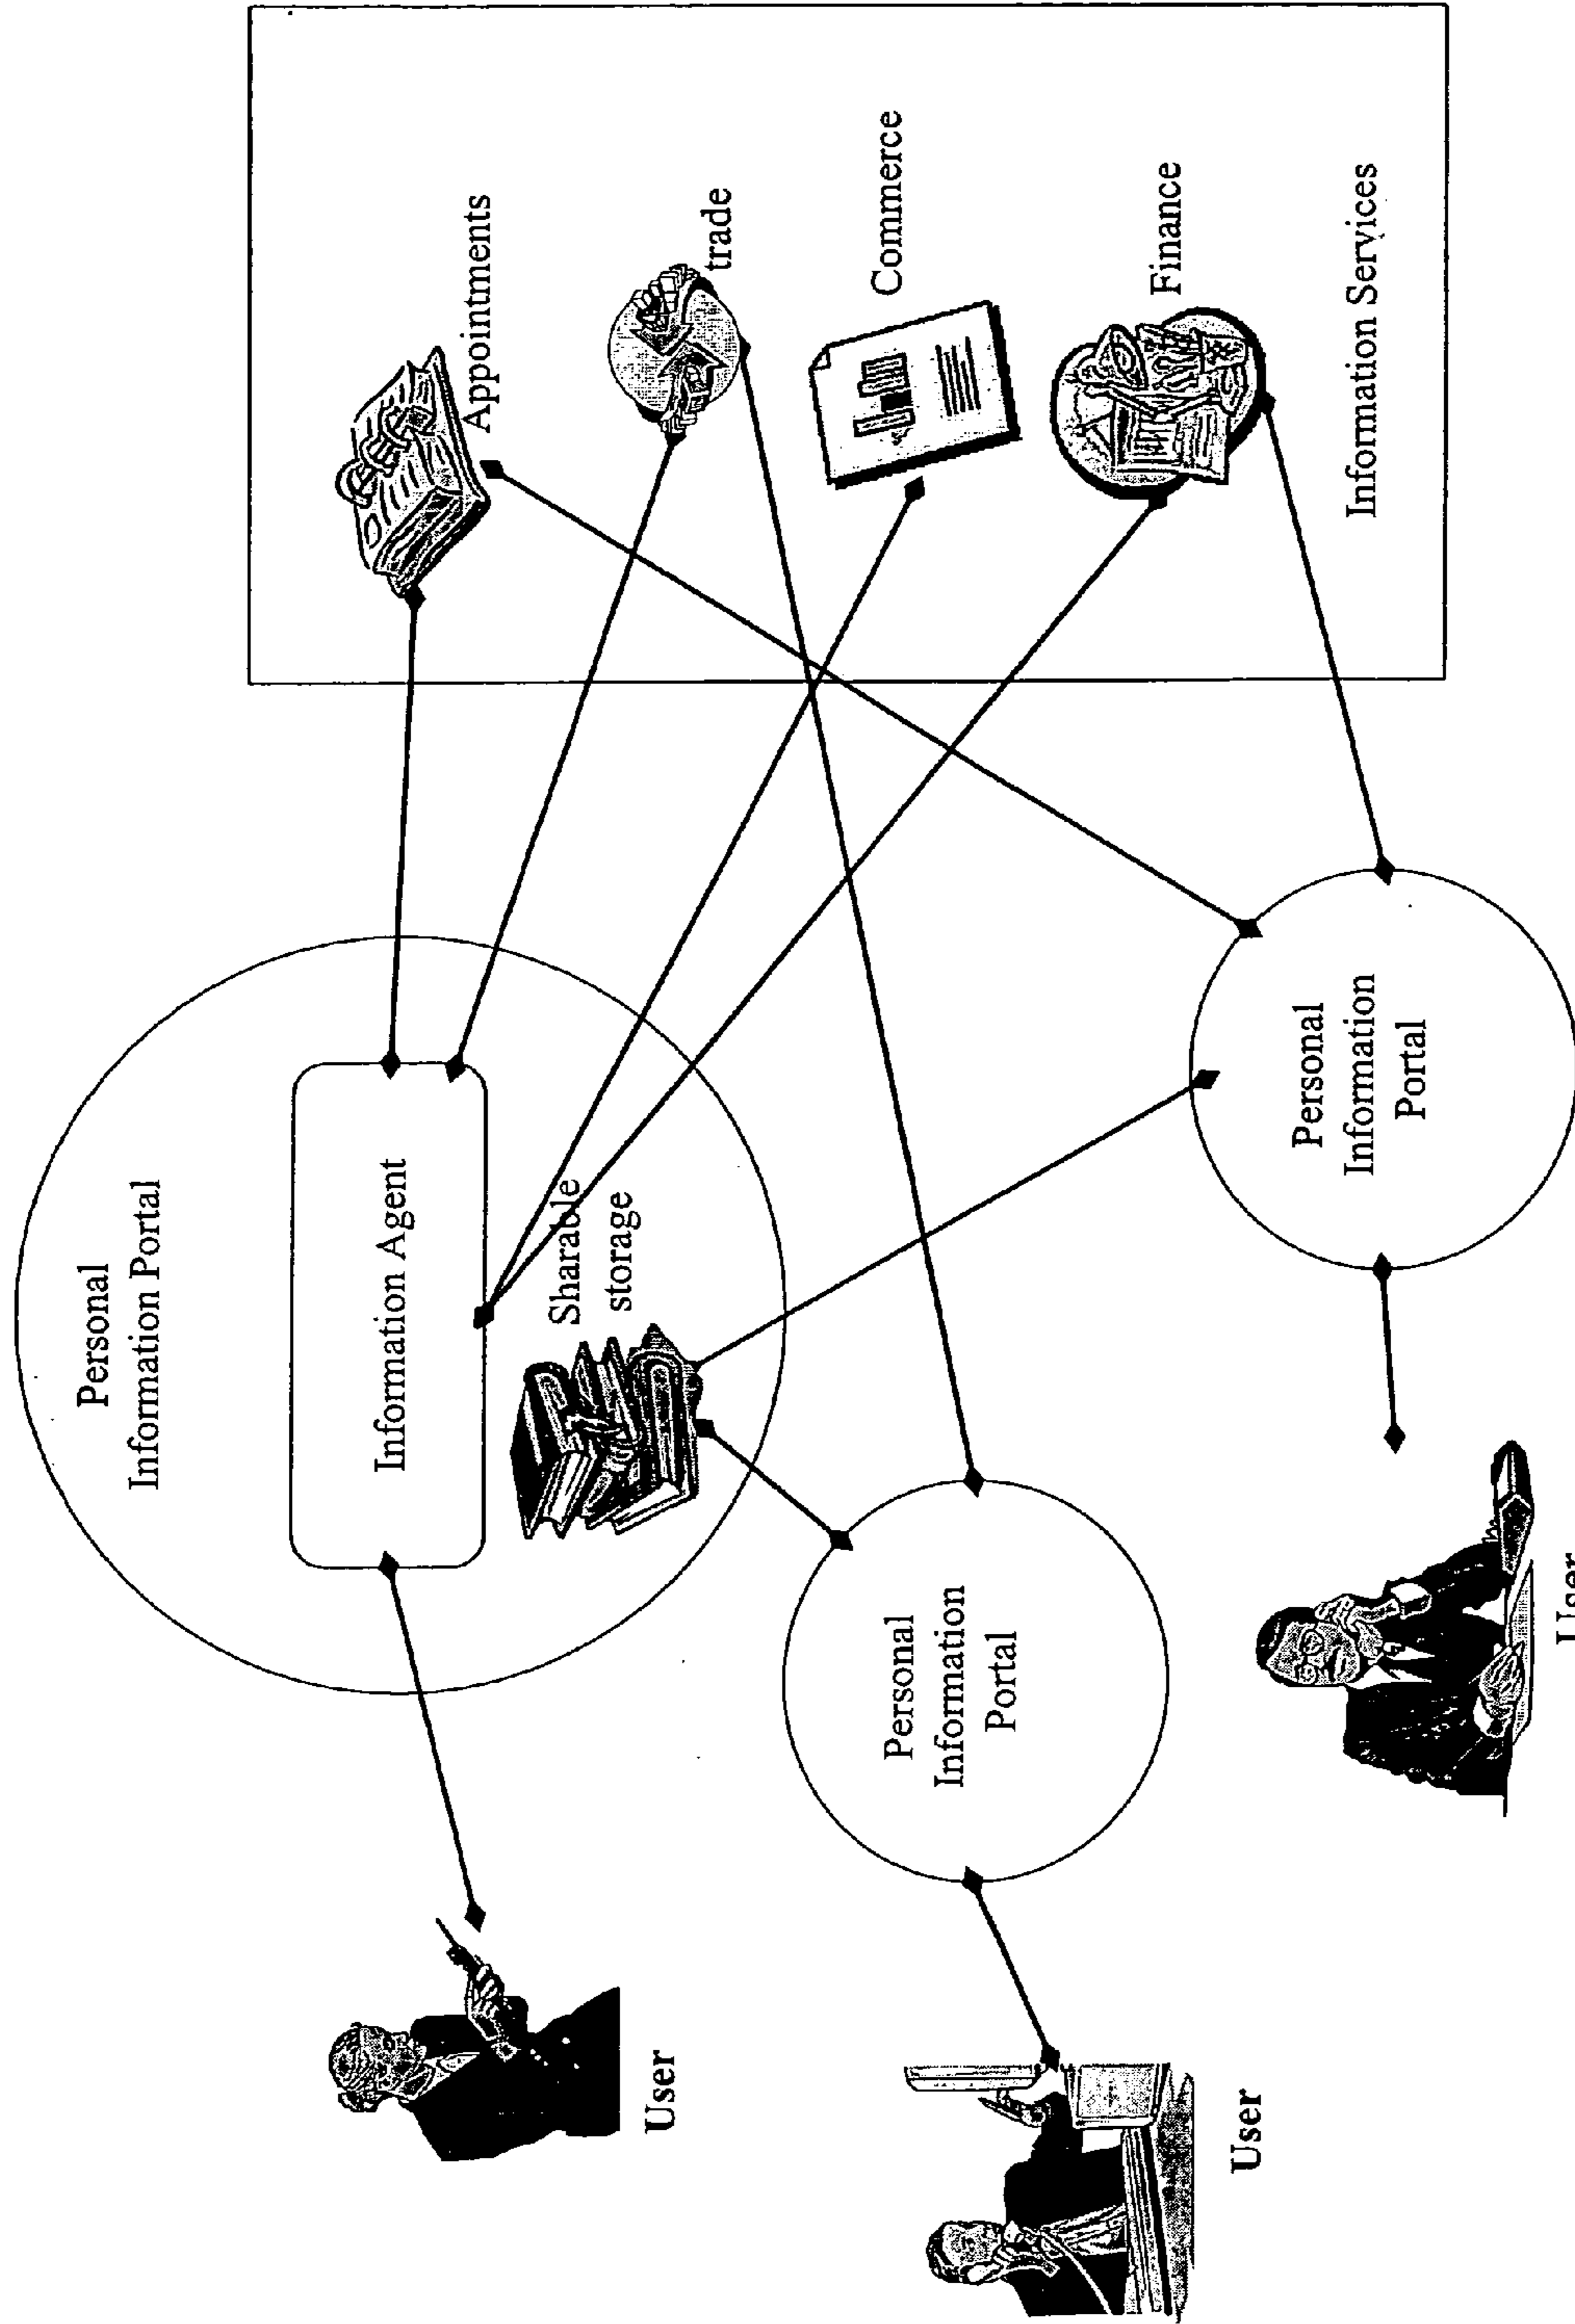 Personal
Information Portal
Information Agent
Appointments
Sharable
storage
User
trade
Commerce
Personal
Information
Portal
Finance
User
Personal
Information
Portal
Information Services
User